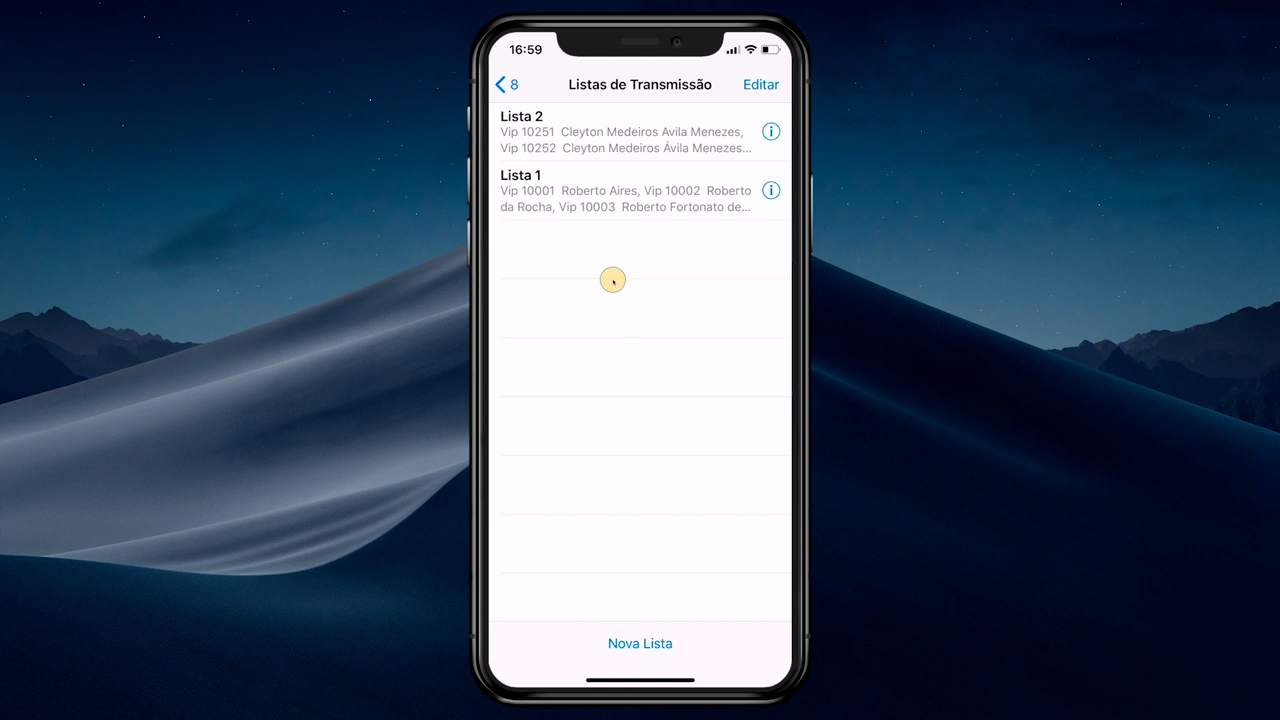 16:59
8
Listas de Transmissão
Editar
Lista 2
Vip 10251 Cleyton Medeiros Avila Menezes,
Vip 10252 Cleyton Medeiros Ávila Menezes...
Lista 1
Vip 10001 Roberto Aires, Vip 10002 Roberto
da Rocha, Vip 10003 Roberto Fortonato de...
Nova Lista